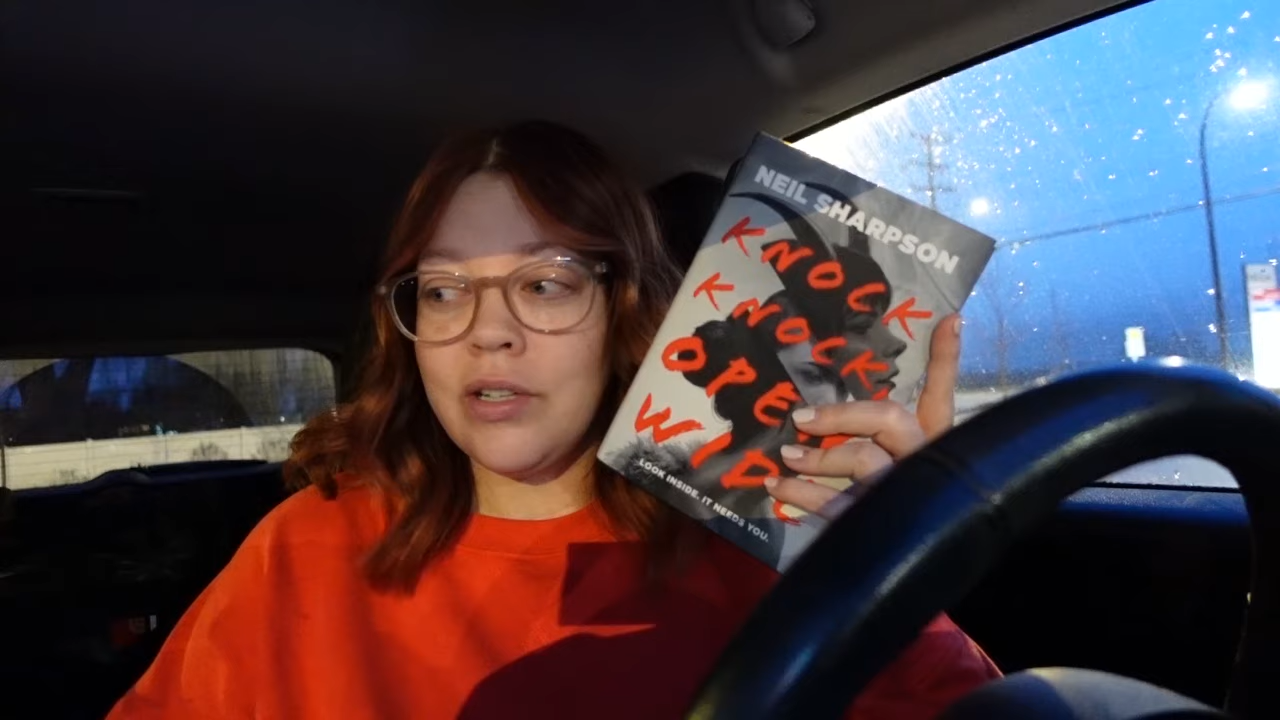 NEIL SHARPSON
KNOCK
KNOCK,
OPEN
WIDE
LOOK INSIDE. IT NEEDS YOU.